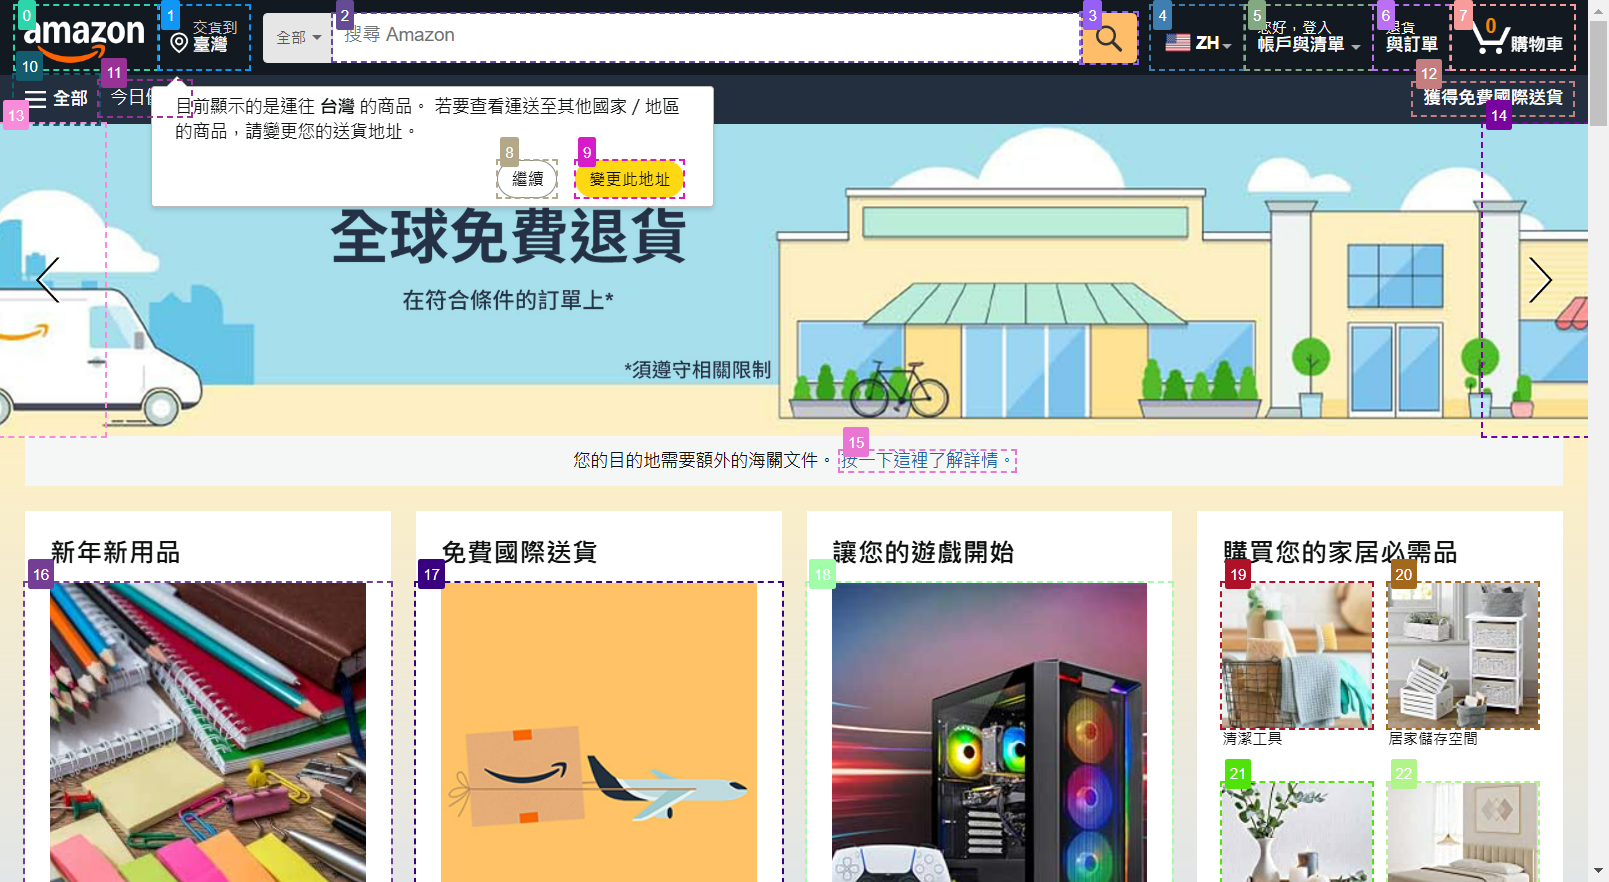 0
1
2
3
4
5
6
7
amazon
交貨到
臺灣
全部
搜尋 Amazon
ZH
您好，登入
帳戶與清單
退貨
與訂單
0
購物車
10
11
12
全部
今日
獲得免費國際送貨
13
14
目前顯示的是運往 台灣 的商品。 若要查看運送至其他國家 / 地區
的商品，請變更您的送貨地址。
8
9
繼續
變更此地址
全球免費退貨
在符合條件的訂單上*
*須遵守相關限制
15
您的目的地需要額外的海關文件。 按一下這裡了解詳情。
新年新用品
免費國際送貨
讓您的遊戲開始
購買您的家居必需品
16
17
18
19
20
清潔工具
居家儲存空間
21
22